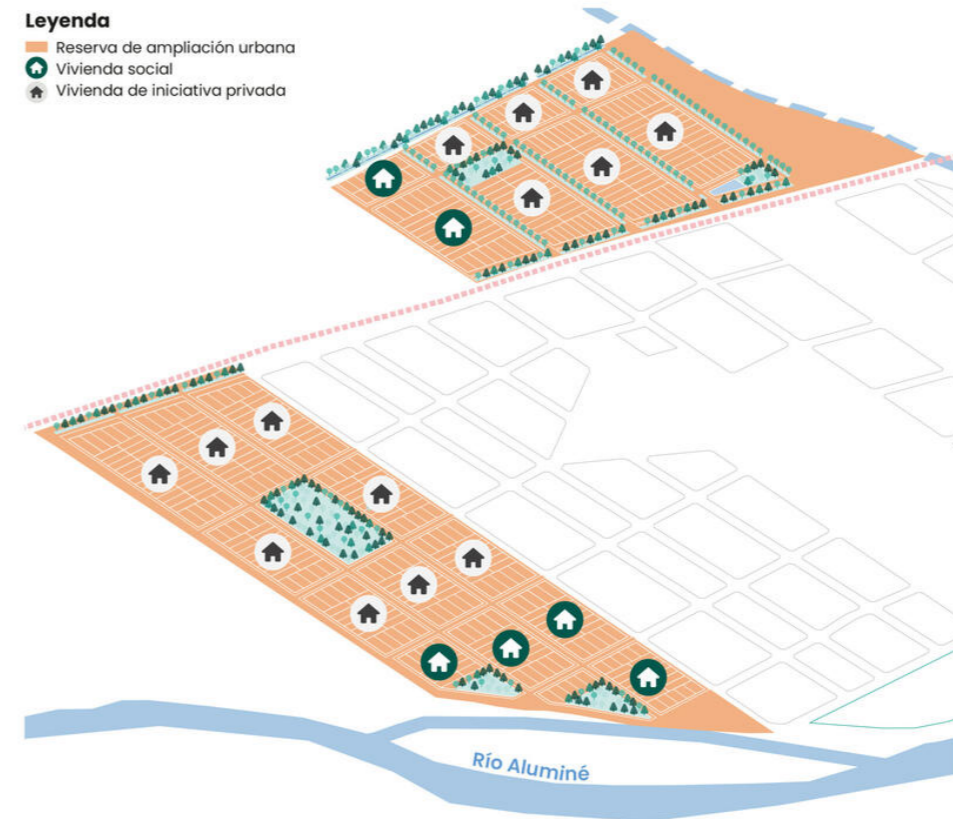 Leyenda
Reserva de ampliación urbana
Vivienda social
Vivienda de iniciativa privada
Río Aluminé